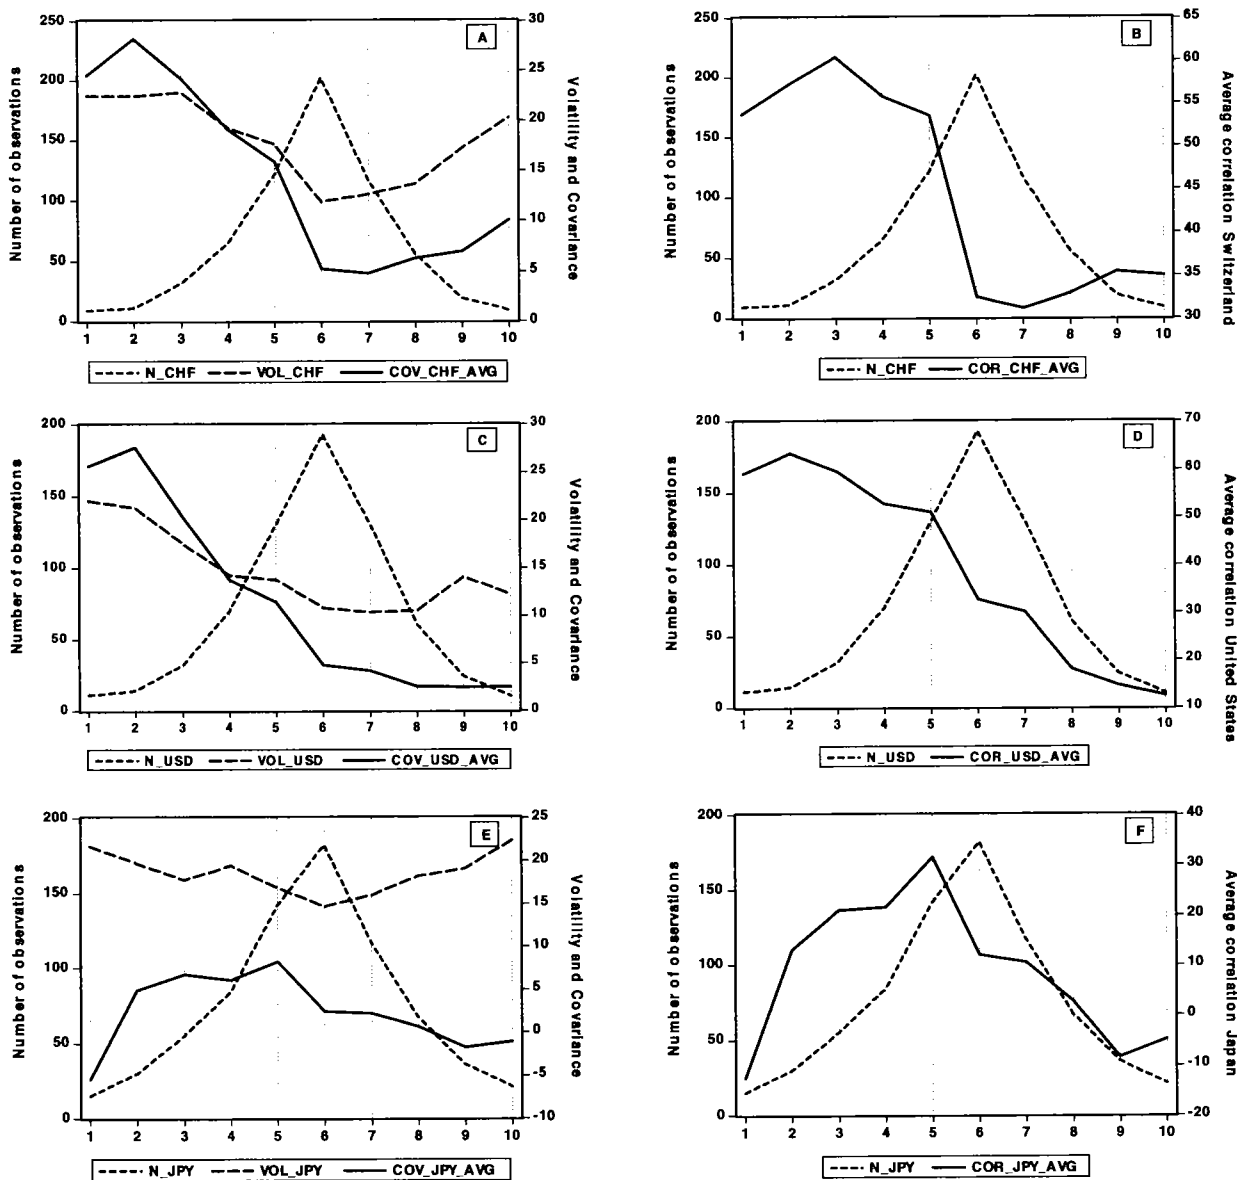 A
Number of observations
250
200
150
100
50
0
30
25
20
15
10
5
0
Volatility and Covariance
1 2 3 4 5 6 7 8 9 10
N_CHF VOL_CHF COV_CHF_AVG
B
Number of observations
250
200
150
100
50
0
65
60
55
50
45
40
35
30
Average correlation Switzerland
1 2 3 4 5 6 7 8 9 10
N_CHF COR_CHF_AVG
C
Number of observations
200
150
100
50
0
30
25
20
15
10
5
0
Volatility and Covariance
1 2 3 4 5 6 7 8 9 10
N_USD VOL_USD COV_USD_AVG
D
Number of observations
200
150
100
50
0
70
60
50
40
30
20
10
Average correlation United States
1 2 3 4 5 6 7 8 9 10
N_USD COR_USD_AVG
E
Number of observations
200
150
100
50
0
25
20
15
10
5
0
-5
-10
Volatility and Covariance
1 2 3 4 5 6 7 8 9 10
N_JPY VOL_JPY COV_JPY_AVG
F
Number of observations
200
150
100
50
0
40
30
20
10
0
-10
-20
Average correlation Japan
1 2 3 4 5 6 7 8 9 10
N_JPY COR_JPY_AVG